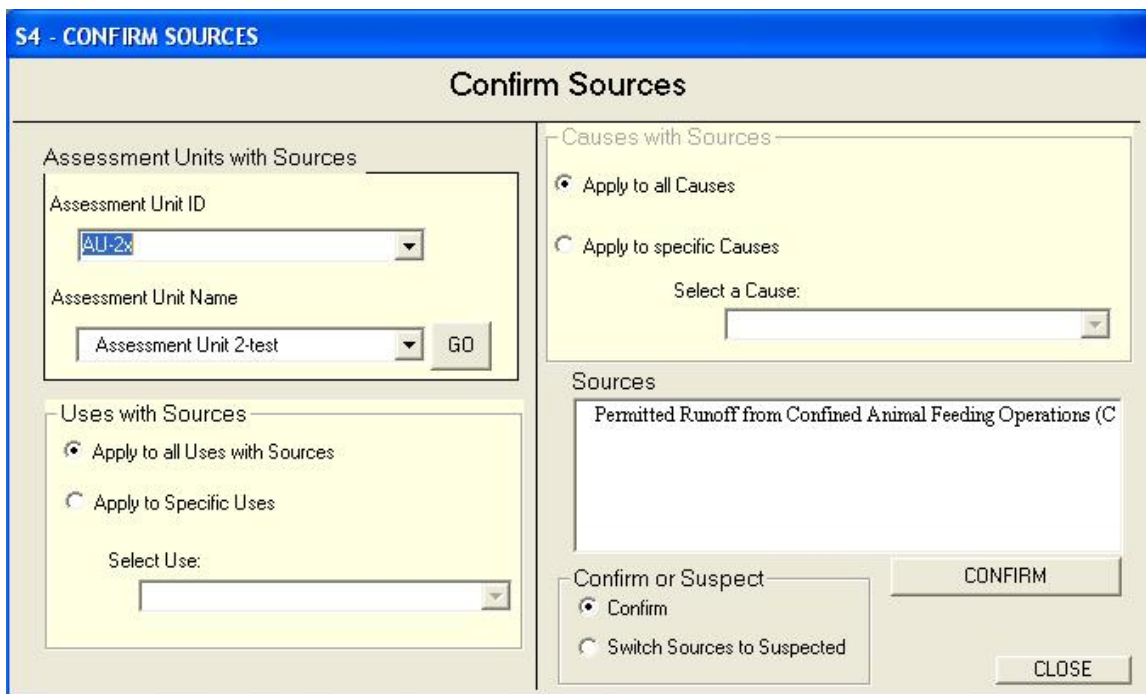 S4 - CONFIRM SOURCES
Confirm Sources
Assessment Units with Sources
Assessment Unit ID
AU-2x
Assessment Unit Name
Assessment Unit 2-test
GO
Uses with Sources
Apply to all Uses with Sources
Apply to Specific Uses
Select Use:
Causes with Sources
Apply to all Causes
Apply to specific Causes
Select a Cause:
Sources
Permitted Runoff from Confined Animal Feeding Operations (C
Confirm or Suspect
Confirm
Switch Sources to Suspected
CONFIRM
CLOSE